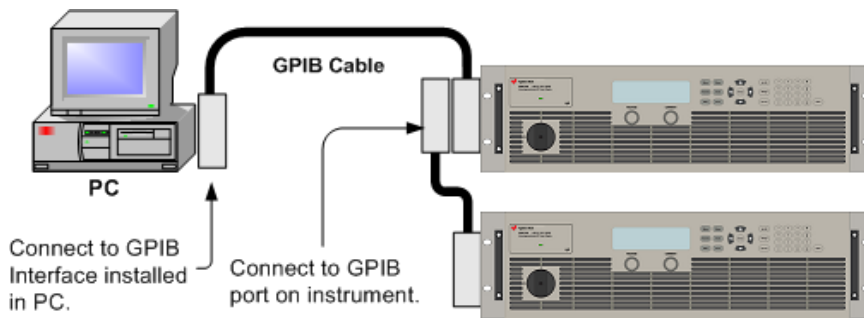 GPIB Cable
PC
Connect to GPIB
Interface installed
in PC.
Connect to GPIB
port on instrument.